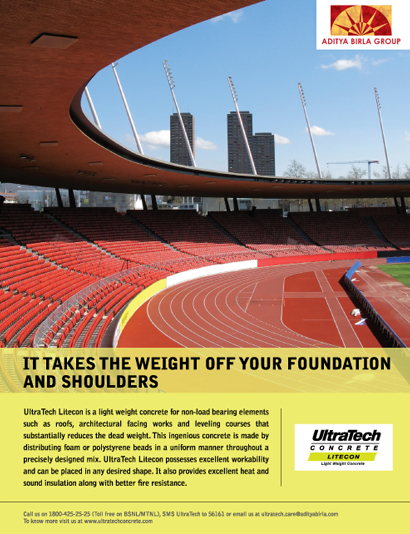 ADITYA BIRLA GROUP
IT TAKES THE WEIGHT OFF YOUR FOUNDATION
AND SHOULDERS
UltraTech Litecon is a light weight concrete for non-load bearing elements
such as roofs, architectural facing works and leveling courses that
substantially reduces the dead weight. This ingenious concrete is made by
distributing foam or polystyrene beads in a uniform manner throughout a
precisely designed mix. UltraTech Litecon possesses excellent workability
and can be placed in any desired shape. It also provides excellent heat and
sound insulation along with better fire resistance.
UltraTech
CONCRETE
LITECON
Light Weight Concrete
Call us on 1800-425-25-25 (Toll free on BSNL/MTNL), SMS UltraTech to 56161 or email us at ultratech.care@adityabirla.com
To know more visit us at www.ultratechconcrete.com